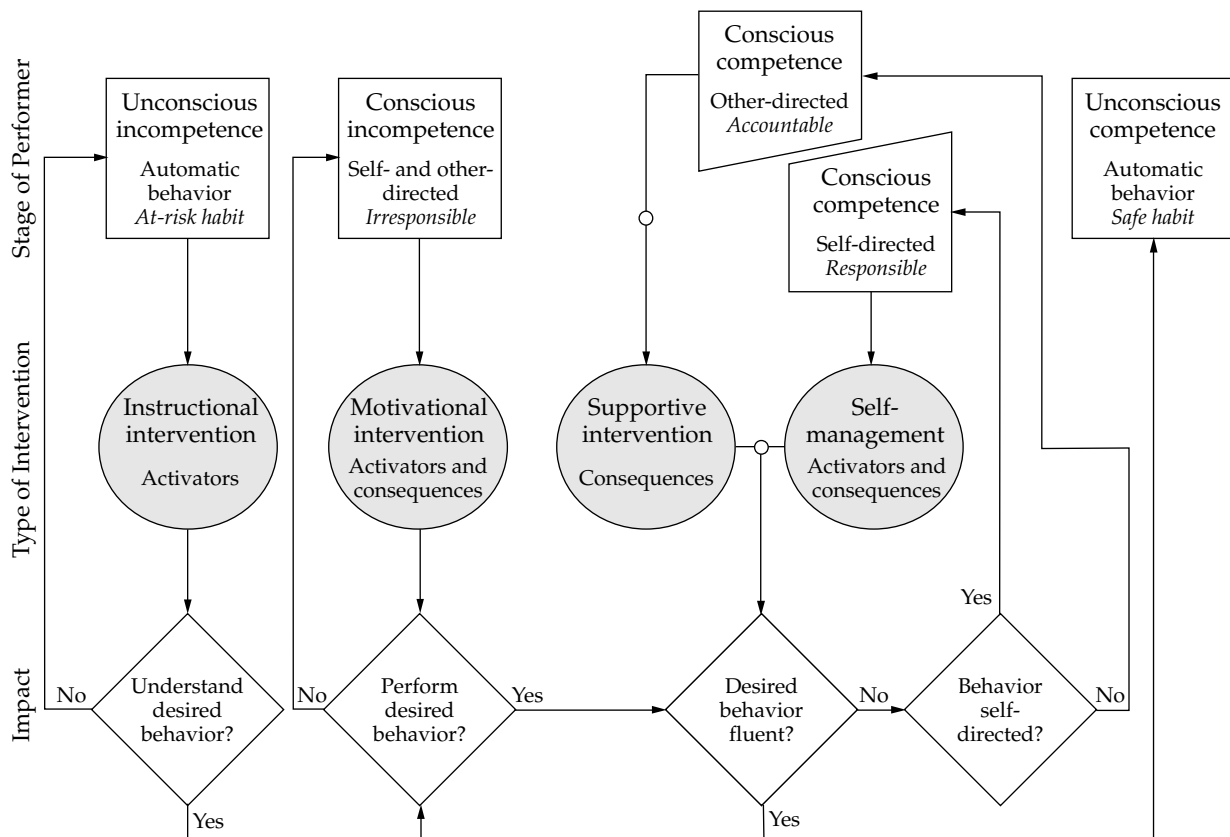 Stage of Performer
Unconscious
incompetence
Automatic
behavior
At-risk habit
Conscious
incompetence
Self- and other-
directed
Irresponsible
Conscious
competence
Other-directed
Accountable
Conscious
competence
Self-directed
Responsible
Unconscious
competence
Automatic
behavior
Safe habit
Type of Intervention
Instructional
intervention
Activators
Motivational
intervention
Activators and
consequences
Supportive
intervention
Consequences
Self-
management
Activators and
consequences
Impact
No
Understand
desired
behavior?
Yes
No
Perform
desired
behavior?
Yes
Desired
behavior
fluent?
No
Yes
Yes
Behavior
self-
directed?
No